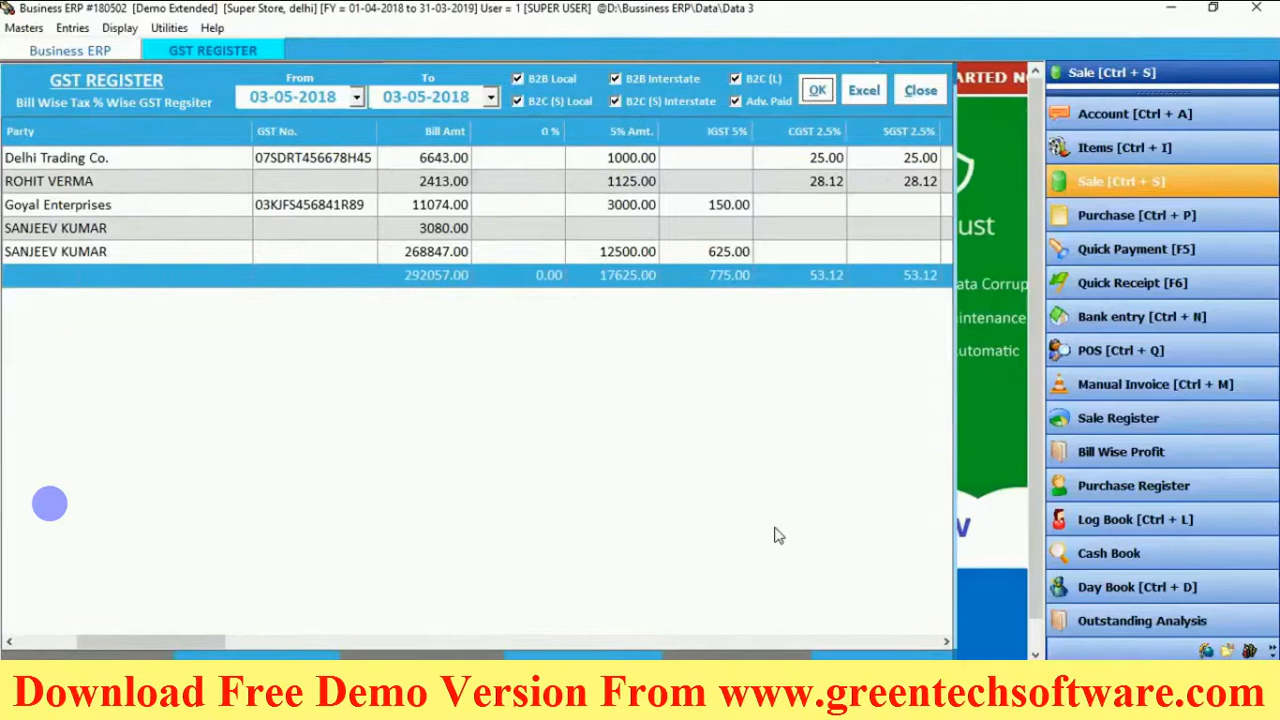 Business ERP #180502 [Demo Extended] [Super Store, delhi] [FY = 01-04-2018 to 31-03-2019] User = 1 [SUPER USER] @D:\Bussiness ERP\Data\Data 3
Masters Entries Display Utilities Help
Business ERP GST REGISTER
GST REGISTER
Bill Wise Tax % Wise GST Regsiter
From To
03-05-2018 03-05-2018
B2B Local B2B Interstate B2C (L)
B2C (S) Local B2C (S) Interstate Adv. Paid
OK Excel Close
Party GST No. Bill Amt 0 % 5% Amt. IGST 5% CGST 2.5% SGST 2.5%
Delhi Trading Co. 07SDRT456678H45 6643.00 1000.00 25.00 25.00
ROHIT VERMA 2413.00 1125.00 28.12 28.12
Goyal Enterprises 03KJFS456841R89 11074.00 3000.00 150.00
SANJEEV KUMAR 3080.00
SANJEEV KUMAR 268847.00 12500.00 625.00
292057.00 0.00 17625.00 775.00 53.12 53.12
ARTED
ust
ata Corrup
intenance
utomatic
Sale [Ctrl + S]
Account [Ctrl + A]
Items [Ctrl + I]
Sale [Ctrl + S]
Purchase [Ctrl + P]
Quick Payment [F5]
Quick Receipt [F6]
Bank entry [Ctrl + N]
POS [Ctrl + Q]
Manual Invoice [Ctrl + M]
Sale Register
Bill Wise Profit
Purchase Register
Log Book [Ctrl + L]
Cash Book
Day Book [Ctrl + D]
Outstanding Analysis
Download Free Demo Version From www.greentechsoftware.com